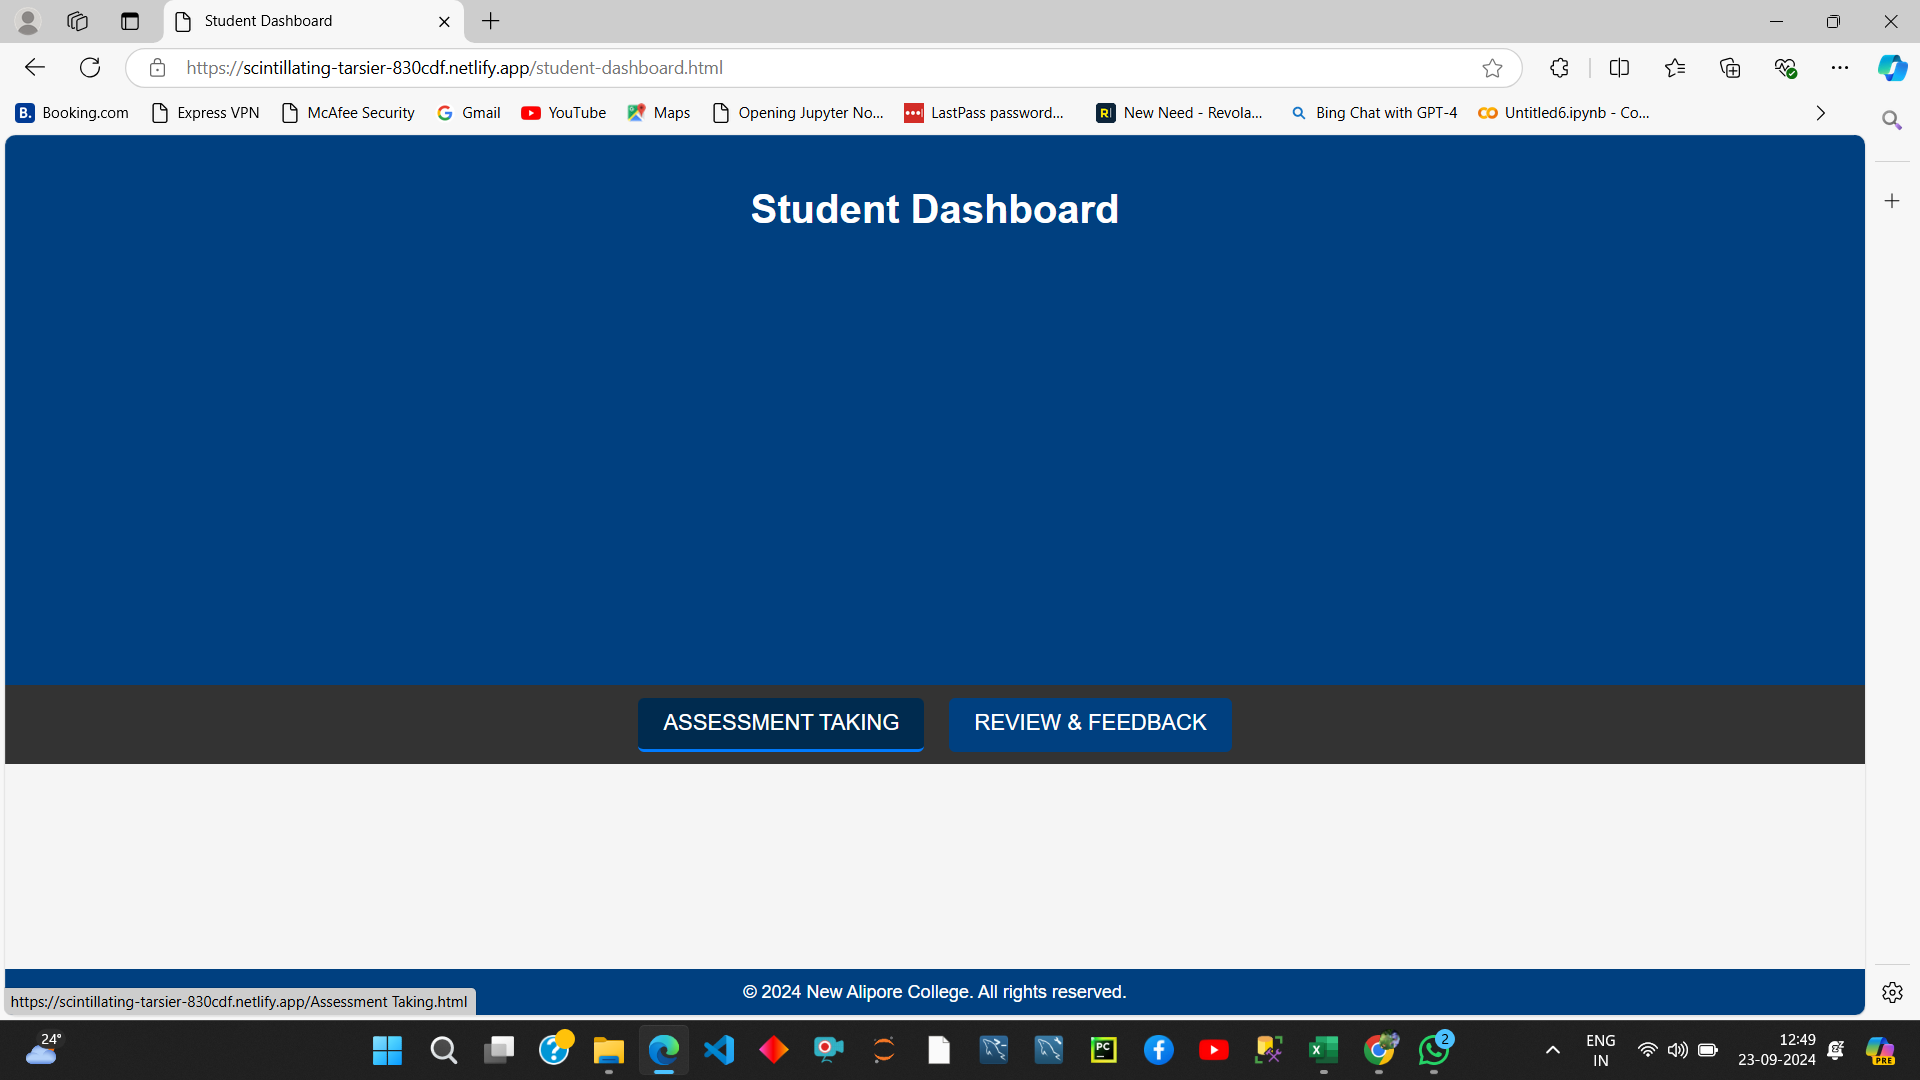 Student Dashboard
https://scintillating-tarsier-830cdf.netlify.app/student-dashboard.html
B. Booking.com Express VPN McAfee Security Gmail YouTube Maps Opening Jupyter No... LastPass password... R| New Need - Revola... Bing Chat with GPT-4 Untitled6.ipynb - Co...
Student Dashboard
ASSESSMENT TAKING REVIEW & FEEDBACK
© 2024 New Alipore College. All rights reserved.
https://scintillating-tarsier-830cdf.netlify.app/Assessment Taking.html
24°
PC
2
ENG
IN
12:49
23-09-2024
PRE